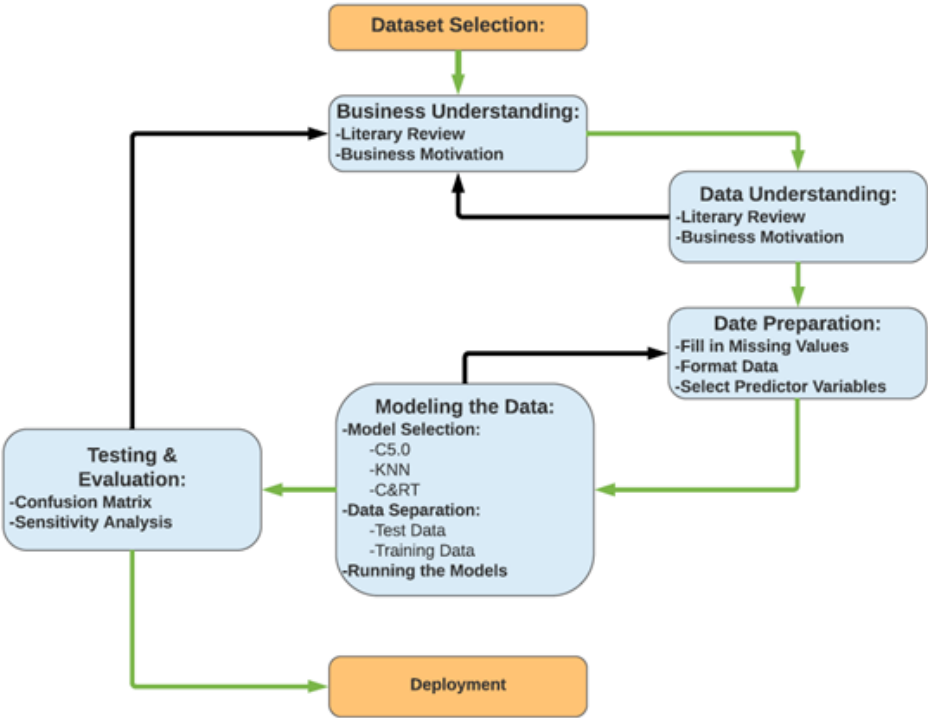 Dataset Selection:
Business Understanding:
-Literary Review
-Business Motivation
Data Understanding:
-Literary Review
-Business Motivation
Date Preparation:
-Fill in Missing Values
-Format Data
-Select Predictor Variables
Modeling the Data:
-Model Selection:
-C5.0
-KNN
-C&RT
-Data Separation:
-Test Data
-Training Data
-Running the Models
Testing &
Evaluation:
-Confusion Matrix
-Sensitivity Analysis
Deployment